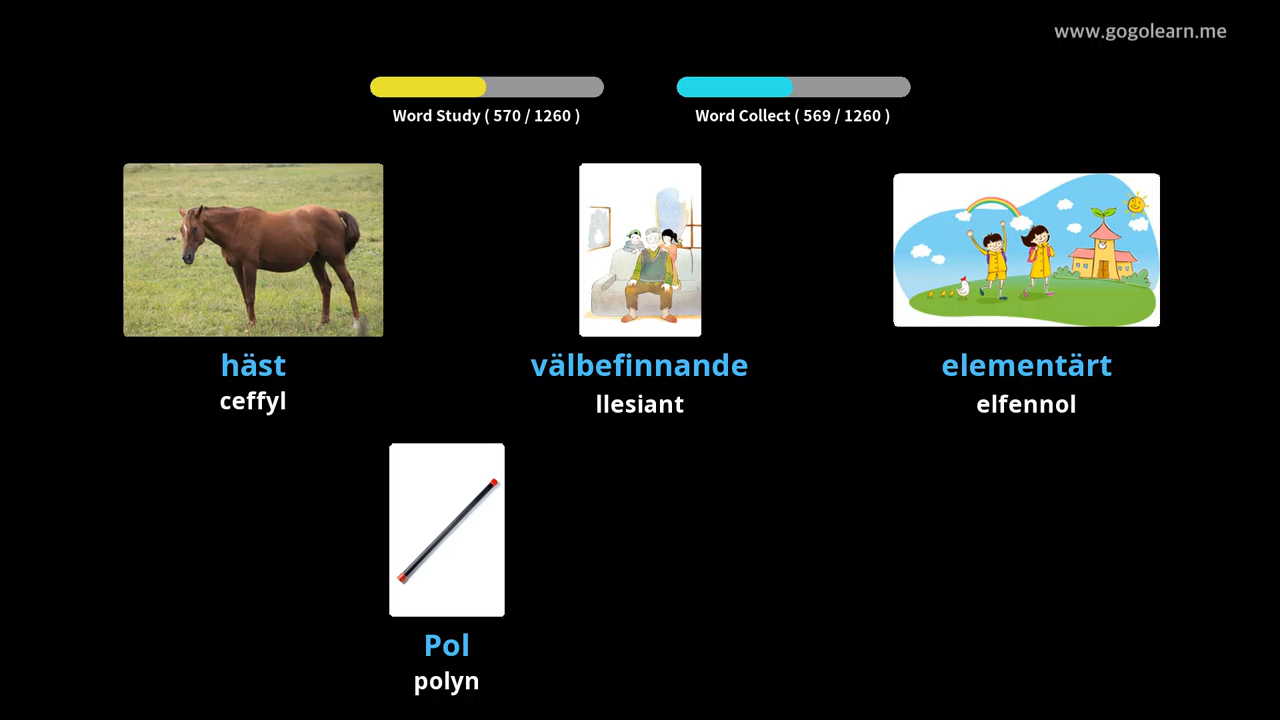 www.gogolearn.me
Word Study ( 570 / 1260 )
Word Collect ( 569 / 1260 )
häst
välbefinnande
elementärt
ceffyl
llesiant
elfennol
Pol
polyn